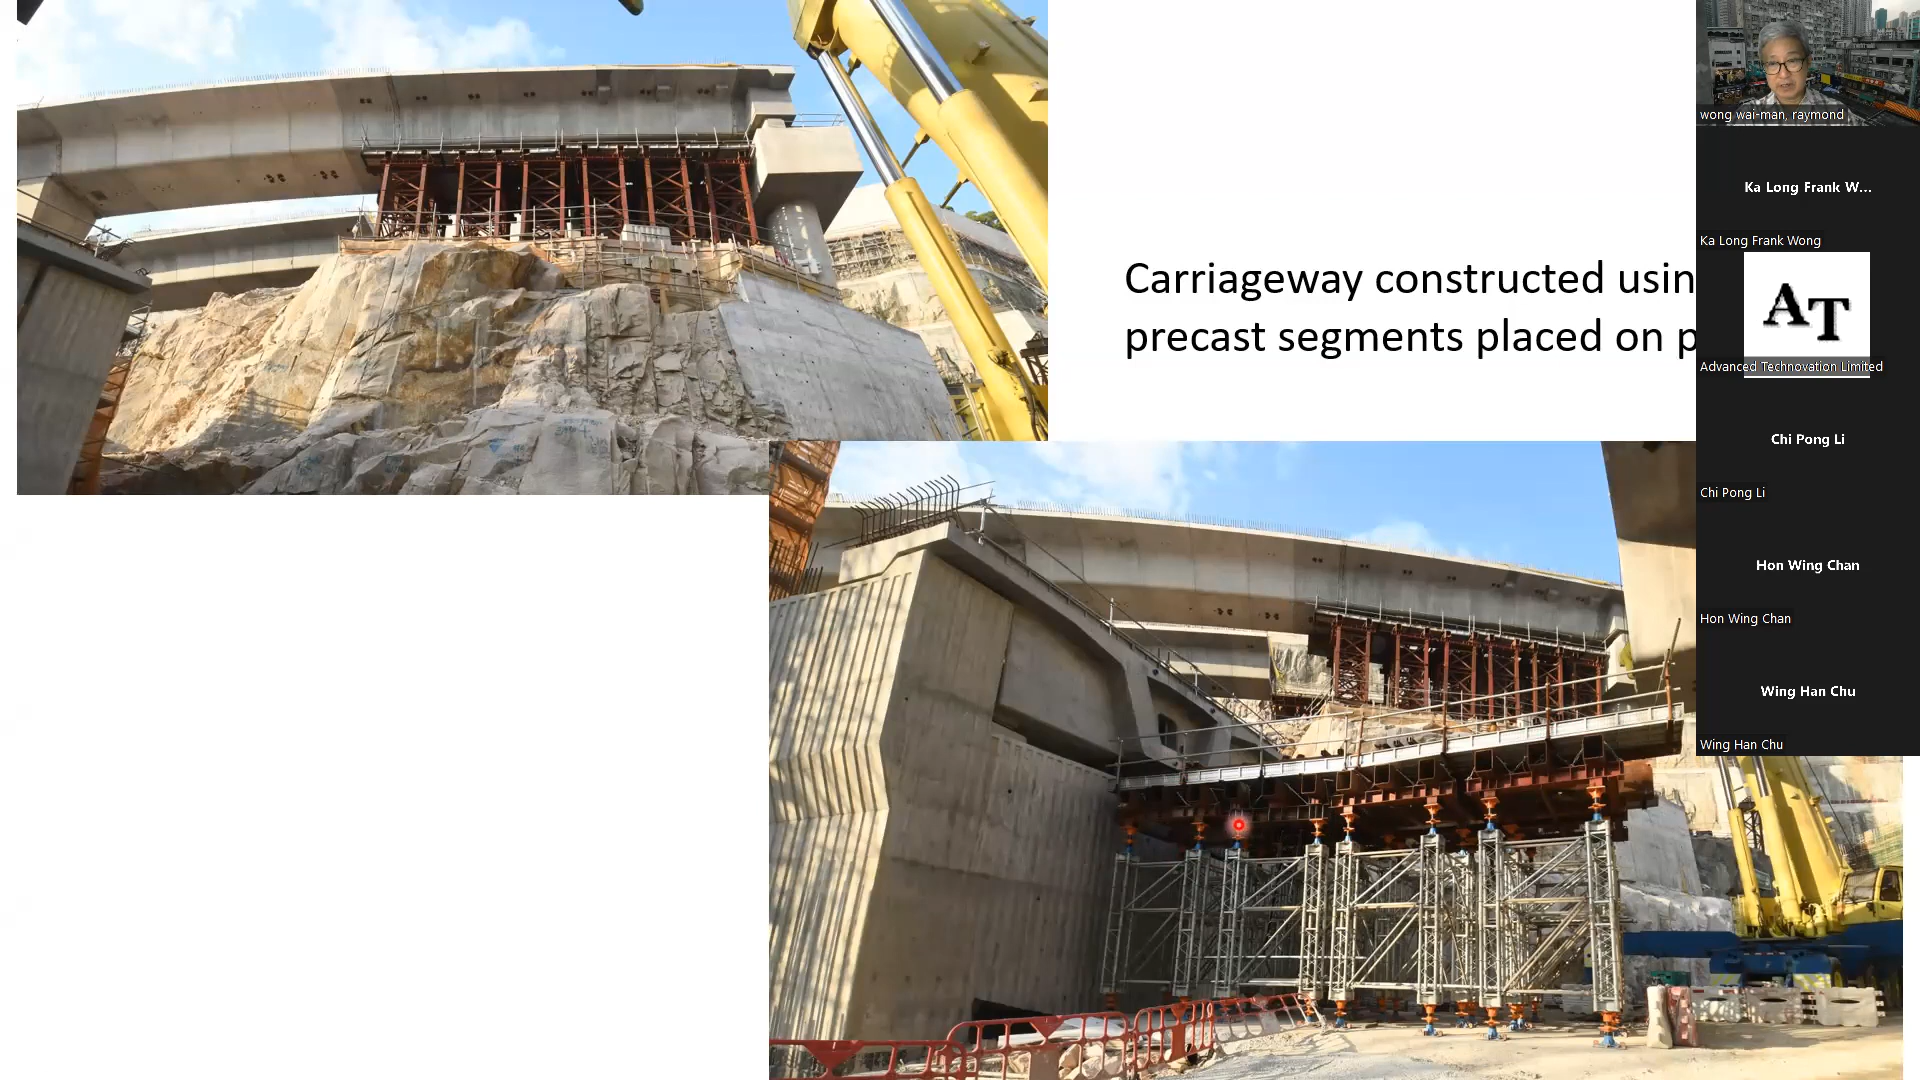 Carriageway constructed usin
precast segments placed on p
wong wai-man, raymond
Ka Long Frank W...
Ka Long Frank Wong
AT
Advanced Technovation Limited
Chi Pong Li
Chi Pong Li
Hon Wing Chan
Hon Wing Chan
Wing Han Chu
Wing Han Chu